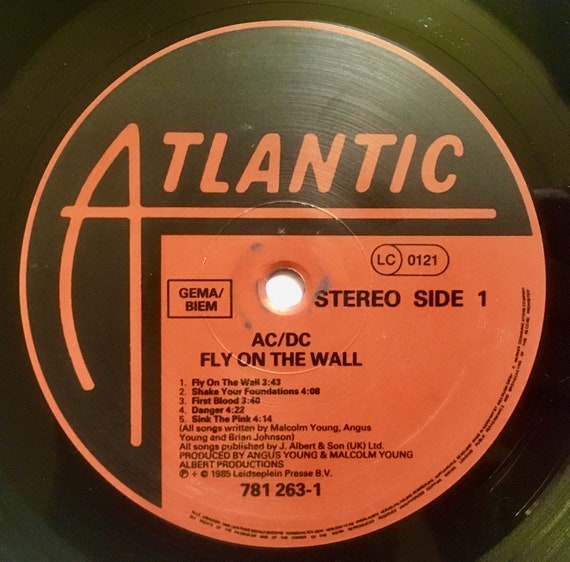 ATLANTIC
LC 0121
GEMA/
BIEM
STEREO SIDE 1
AC/DC
FLY ON THE WALL
1. Fly On The Wall 3:43
2. Shake Your Foundations 4:08
3. First Blood 3:40
4. Danger 4:22
5. Sink The Pink 4:14
(All songs written by Malcolm Young, Angus
Young and Brian Johnson)
All songs published by J. Albert & Son (UK) Ltd.
PRODUCED BY ANGUS YOUNG & MALCOLM YOUNG
ALBERT PRODUCTIONS
℗ + © 1985 Leidseplein Presse B.V.
781 263-1